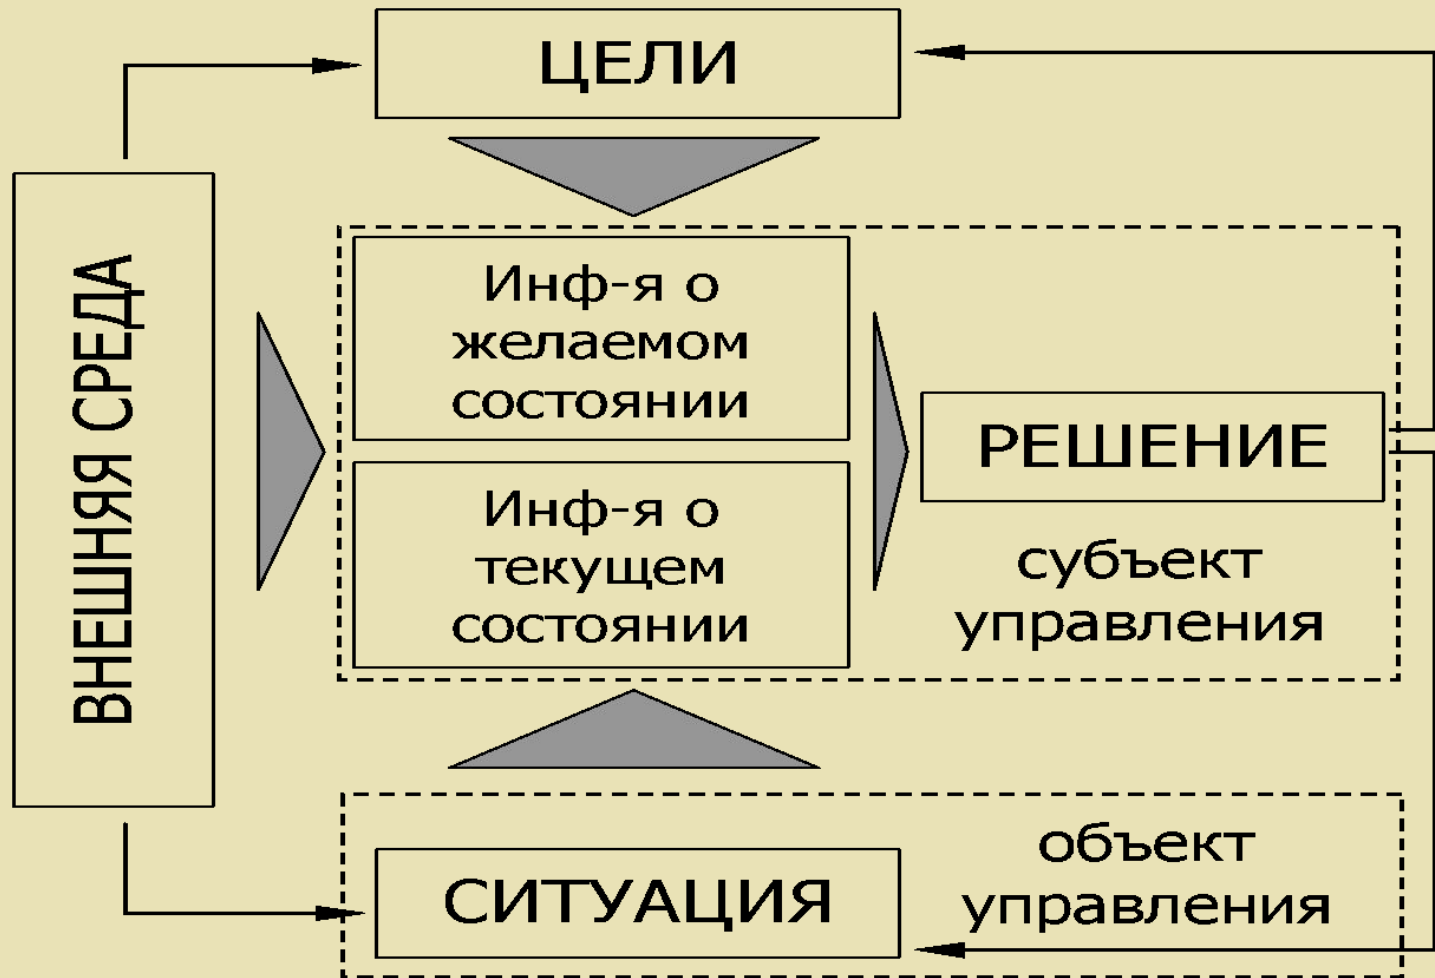 ЦЕЛИ
ВНЕШНЯЯ СРЕДА
Инф-я о
желаемом
состоянии
Инф-я о
текущем
состоянии
РЕШЕНИЕ
субъект
управления
СИТУАЦИЯ
объект
управления